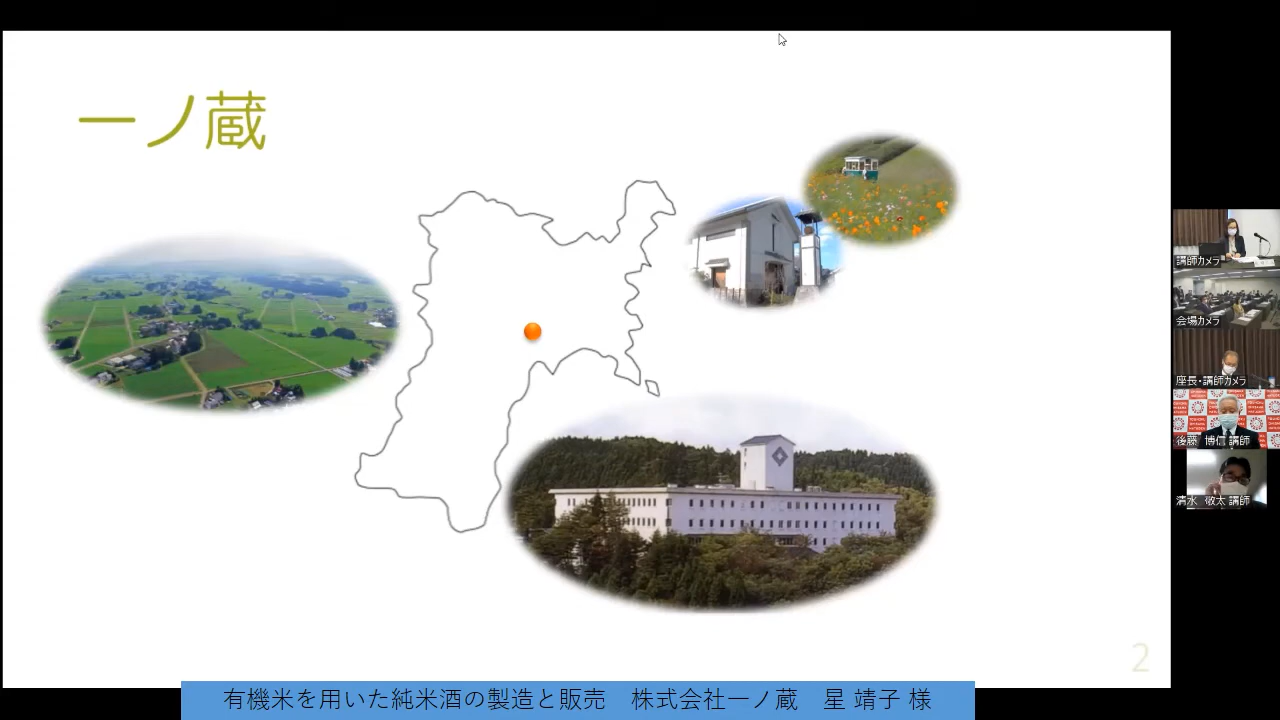 一ノ蔵
2
有機米を用いた純米酒の製造と販売　株式会社一ノ蔵　星 靖子 様
講師カメラ
会場カメラ
座長・講師カメラ
後藤 博信 講師
清水 敬太 講師